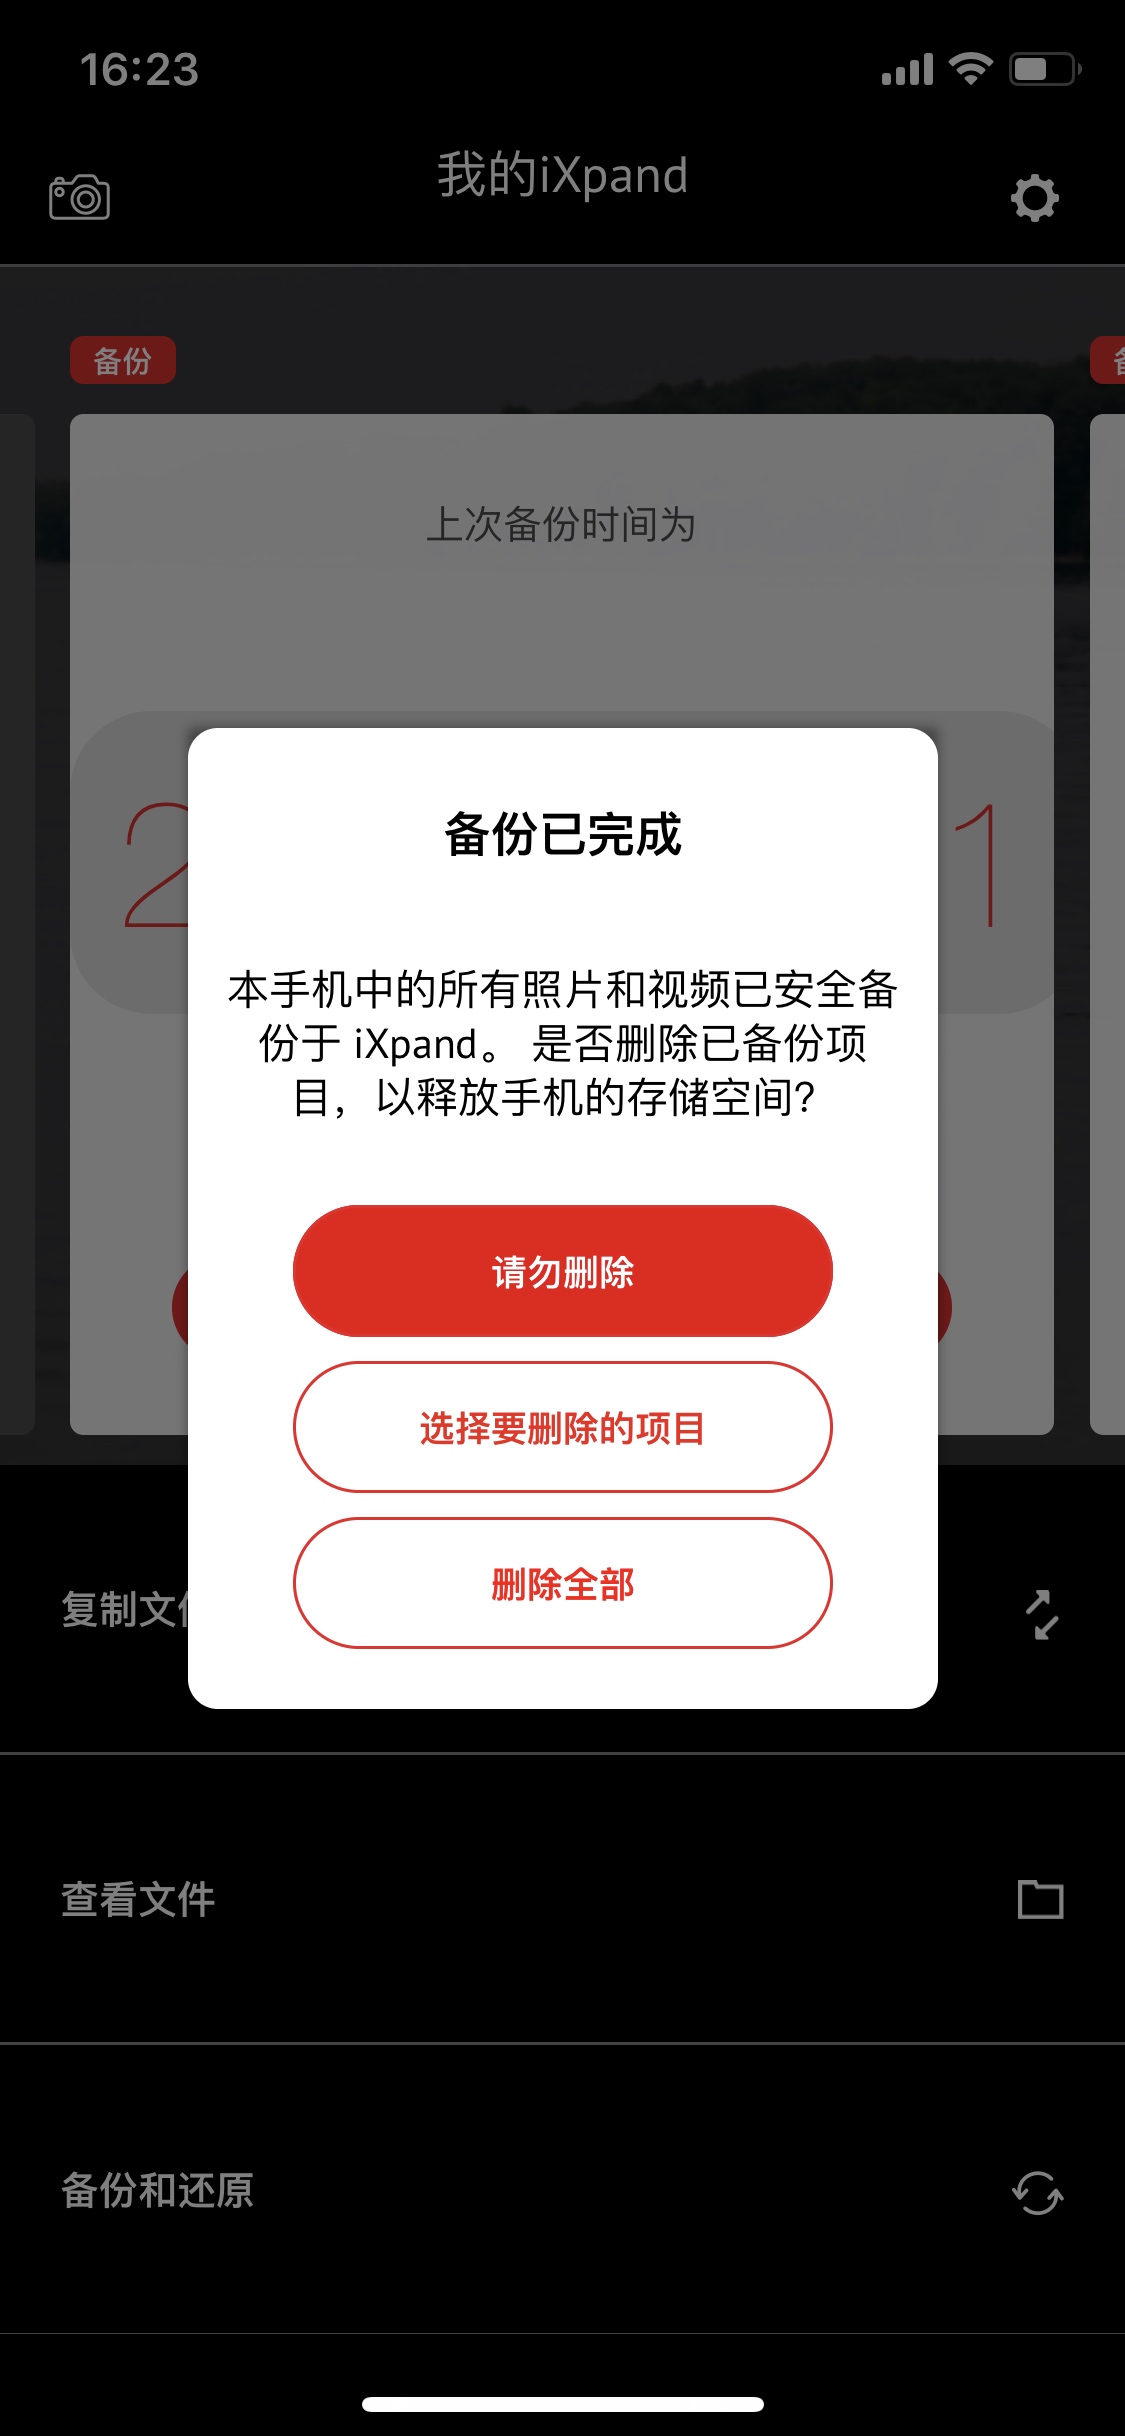 16:23
我的iXpand
备份
上次备份时间为
备份已完成
本手机中的所有照片和视频已安全备
份于 iXpand。 是否删除已备份项
目，以释放手机的存储空间？
请勿删除
选择要删除的项目
删除全部
复制文
查看文件
备份和还原